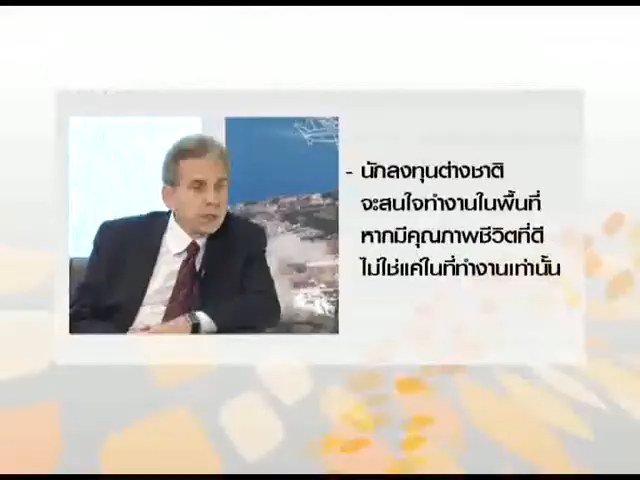 - นักลงทุนต่างชาติ
จะสนใจทำงานในพื้นที่
หากมีคุณภาพชีวิตที่ดี
ไม่ใช่แค่ในที่ทำงานเท่านั้น